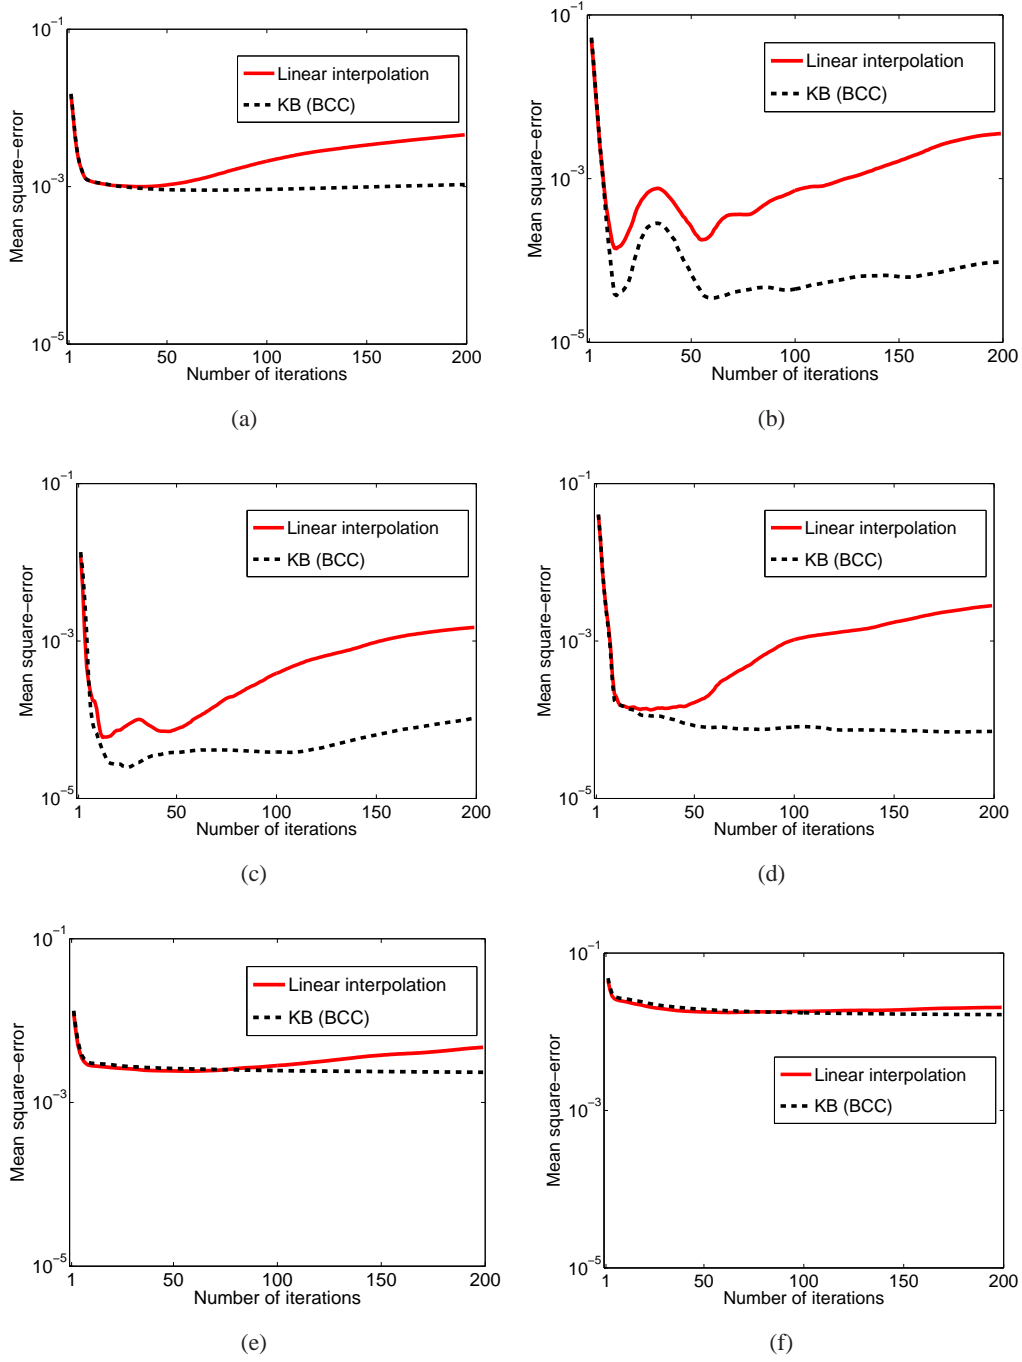 10−1
10−3
10−5
Mean square−error
Linear interpolation
KB (BCC)
1 50 100 150 200
Number of iterations
(a)
10−1
10−3
10−5
Mean square−error
Linear interpolation
KB (BCC)
1 50 100 150 200
Number of iterations
(b)
10−1
10−3
10−5
Mean square−error
Linear interpolation
KB (BCC)
1 50 100 150 200
Number of iterations
(c)
10−1
10−3
10−5
Mean square−error
Linear interpolation
KB (BCC)
1 50 100 150 200
Number of iterations
(d)
10−1
10−3
10−5
Mean square−error
Linear interpolation
KB (BCC)
1 50 100 150 200
Number of iterations
(e)
10−1
10−3
10−5
Mean square−error
Linear interpolation
KB (BCC)
1 50 100 150 200
Number of iterations
(f)